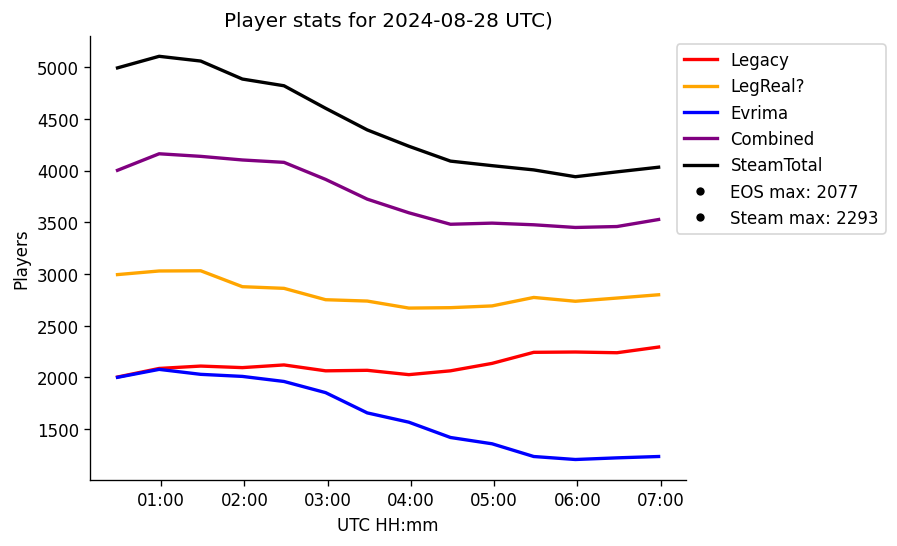 Player stats for 2024-08-28 UTC)
Legacy
LegReal?
Evrima
Combined
SteamTotal
EOS max: 2077
Steam max: 2293
Players
5000
4500
4000
3500
3000
2500
2000
1500
01:00 02:00 03:00 04:00 05:00 06:00 07:00
UTC HH:mm